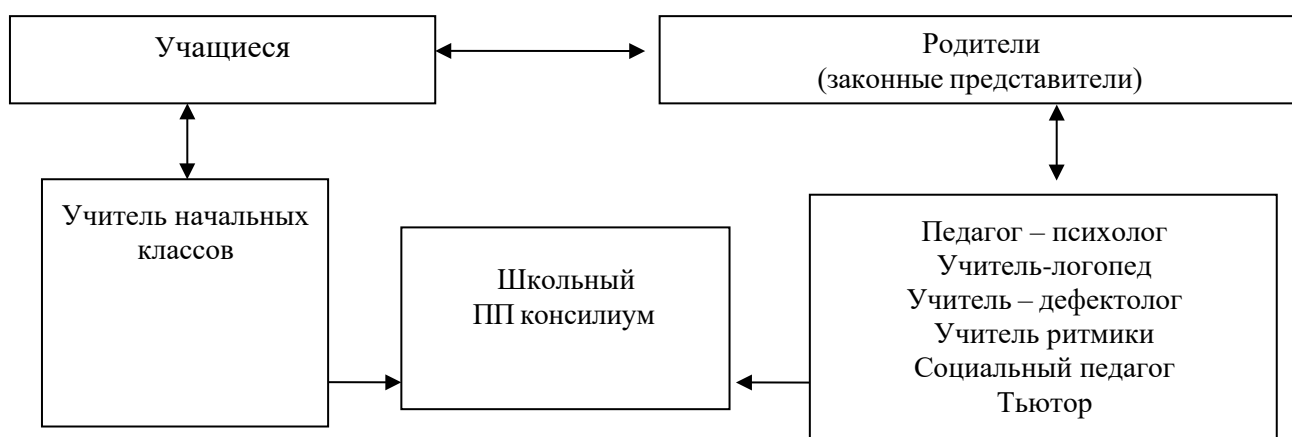 Учащиеся
Родители
(законные представители)
Учитель начальных
классов
Школьный
ПП консилиум
Педагог – психолог
Учитель-логопед
Учитель – дефектолог
Учитель ритмики
Социальный педагог
Тьютор